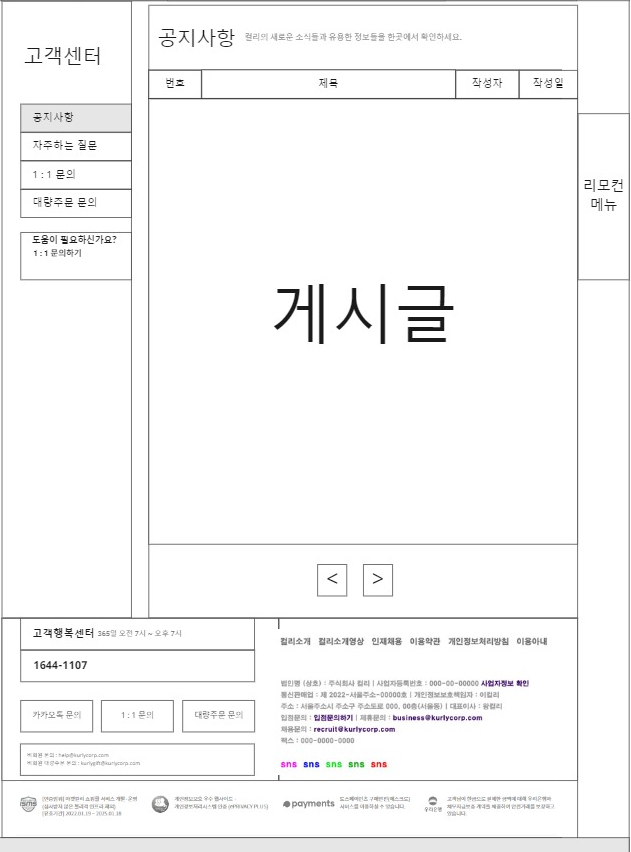 고객센터
공지사항
자주하는 질문
1 : 1 문의
대량주문 문의
도움이 필요하신가요?
1 : 1 문의하기
공지사항 컬리의 새로운 소식들과 유용한 정보들을 한곳에서 확인하세요.
번호 제목 작성자 작성일
게시글
< >
리모컨
메뉴
고객행복센터 365일 오전 7시 ~ 오후 7시
1644-1107
카카오톡 문의 1 : 1 문의 대량주문 문의
비회원 문의 : help@kurlycorp.com
비회원 대량주문 문의 : kurlygift@kurlycorp.com
컬리소개 컬리소개영상 인재채용 이용약관 개인정보처리방침 이용아내
법인명 (상호) : 주식회사 컬리 | 사업자등록번호 : 000-00-00000 사업자정보 확인
통신판매업 : 제 2022-서울주소-00000호 | 개인정보보호책임자 : 이컬리
주소 : 서울주소시 주소구 주소도로 000, 00층(서울동) | 대표이사 : 왕컬리
입점문의 : 입점문의하기 | 제휴문의 : business@kurlycorp.com
채용문의 : recruit@kurlycorp.com
팩스 : 000-0000-0000
sns sns sns sns sns
isms
[인증범위] 마켓컬리 쇼핑몰 서비스 개발·운영
(심사받지 않은 물리적 인프라 제외)
[유효기간] 2022.01.19 ~ 2025.01.18
개인정보보호 우수 웹사이트 ·
개인정보처리시스템 인증 (ePRIVACY PLUS)
payments
토스페이먼츠 구매안전(에스크로)
서비스를 이용하실 수 있습니다.
우리은행
고객님이 현금으로 결제한 금액에 대해 우리은행과
채무지급보증 계약을 체결하여 안전거래를 보장하고
있습니다.